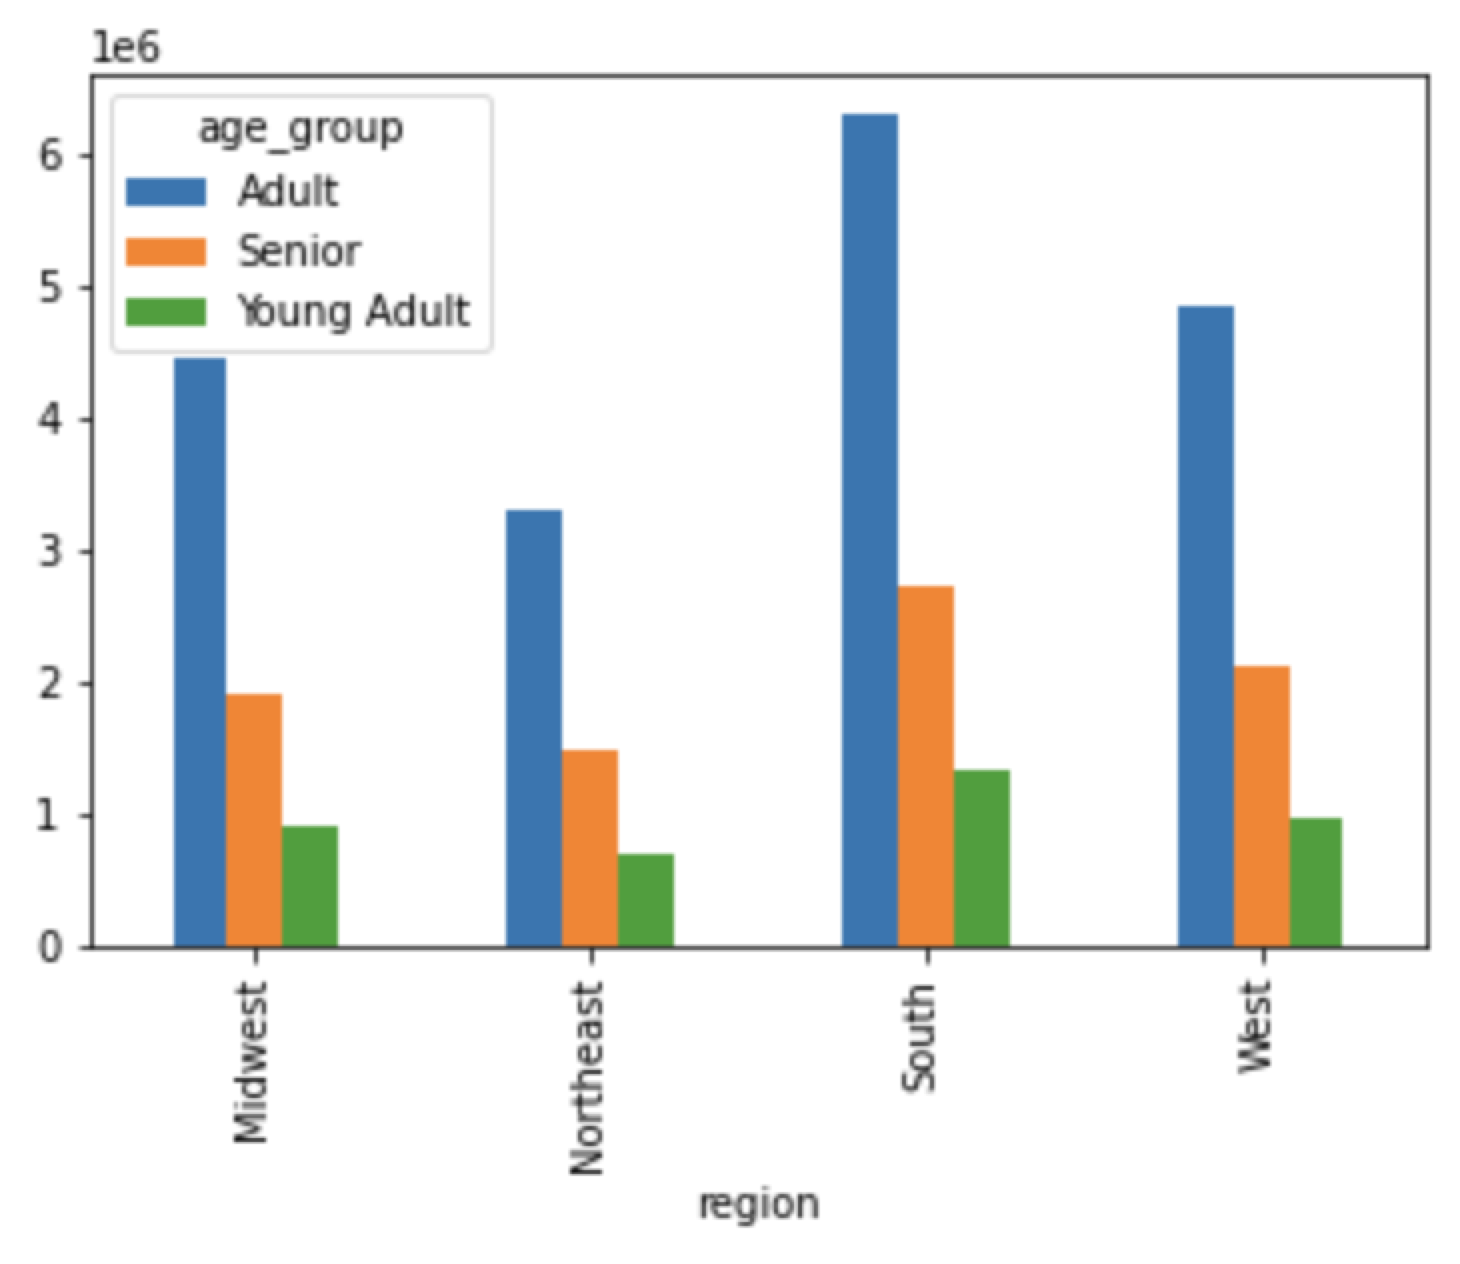 1e6
age_group
Adult
Senior
Young Adult
6
5
4
3
2
1
0
Midwest
Northeast
South
West
region